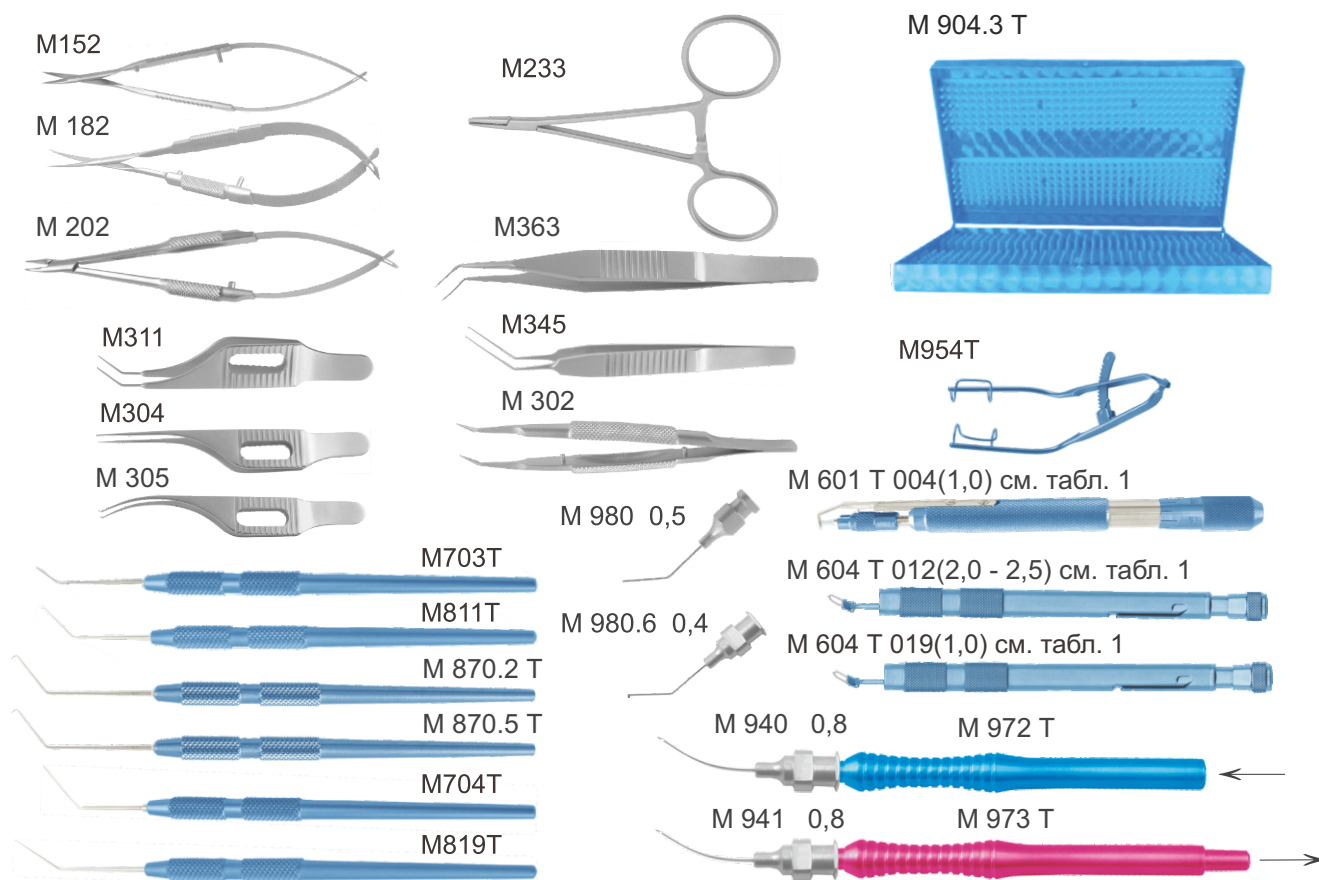 M152
M 182
M 202
M311
M304
M 305
M233
M363
M345
M 302
M 904.3 T
M954T
M 601 T 004(1,0) см. табл. 1
M 604 T 012(2,0 - 2,5) см. табл. 1
M 604 T 019(1,0) см. табл. 1
M 980 0,5
M 980.6 0,4
M703T
M811T
M 870.2 T
M 870.5 T
M704T
M819T
M 940 0,8 M 972 T
M 941 0,8 M 973 T